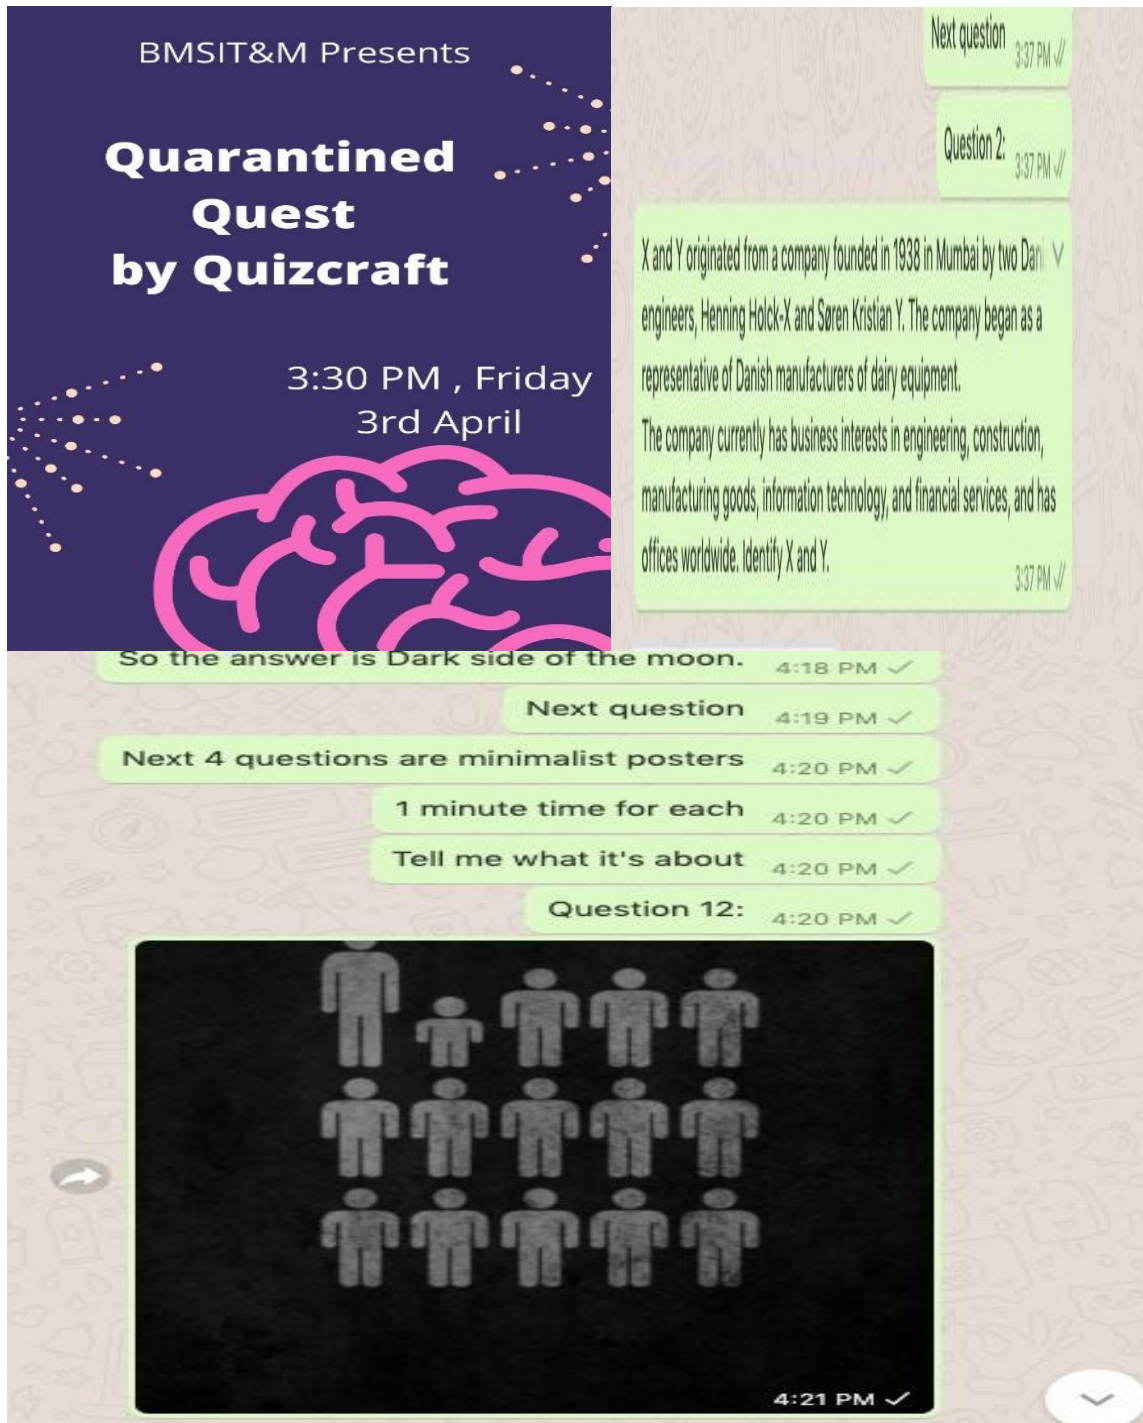 BMSIT&M Presents
Quarantined
Quest
by Quizcraft
3:30 PM , Friday
3rd April
Next question
3:37 PM
Question 2:
3:37 PM
X and Y originated from a company founded in 1938 in Mumbai by two Dani
engineers, Henning Holck-X and Søren Kristian Y. The company began as a
representative of Danish manufacturers of dairy equipment.
The company currently has business interests in engineering, construction,
manufacturing goods, information technology, and financial services, and has
offices worldwide. Identify X and Y.
3:37 PM
So the answer is Dark side of the moon. 4:18 PM
Next question 4:19 PM
Next 4 questions are minimalist posters 4:20 PM
1 minute time for each 4:20 PM
Tell me what it's about 4:20 PM
Question 12: 4:20 PM
4:21 PM